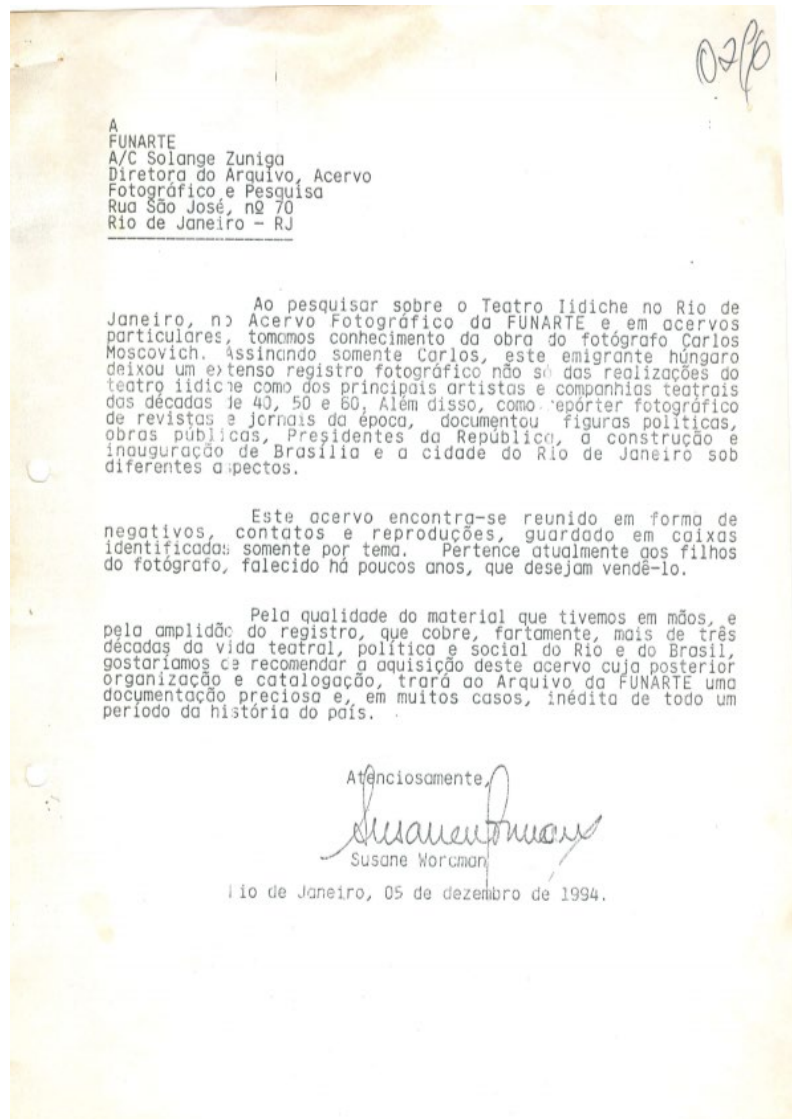 A
FUNARTE
A/C Solange Zuniga
Diretora do Arquivo, Acervo
Fotográfico e Pesquisa
Rua São José, nº 70
Rio de Janeiro - RJ
Ao pesquisar sobre o Teatro Iidiche no Rio de
Janeiro, no Acervo Fotográfico da FUNARTE e em acervos
particulares, tomamos conhecimento da obra do fotógrafo Carlos
Moscovich. Assinando somente Carlos, este emigrante húngaro
deixou um extenso registro fotográfico não só das realizações do
teatro iidiche como dos principais artistas e companhias teatrais
das décadas de 40, 50 e 60. Além disso, como repórter fotográfico
de revistas e jornais da época, documentou figuras políticas,
obras públicas, Presidentes da República, a construção e
inauguração de Brasília e a cidade do Rio de Janeiro sob
diferentes aspectos.
Este acervo encontra-se reunido em forma de
negativos, contatos e reproduções, guardado em caixas
identificadas somente por tema. Pertence atualmente aos filhos
do fotógrafo, falecido há poucos anos, que desejam vendê-lo.
Pela qualidade do material que tivemos em mãos, e
pela amplidão do registro, que cobre, fartamente, mais de três
décadas da vida teatral, política e social do Rio e do Brasil,
gostaríamos de recomendar a aquisição deste acervo cuja posterior
organização e catalogação, trará ao Arquivo da FUNARTE uma
documentação preciosa e, em muitos casos, inédita de todo um
período da história do país.
Atenciosamente,
Susane Worcman
Rio de Janeiro, 05 de dezembro de 1994.